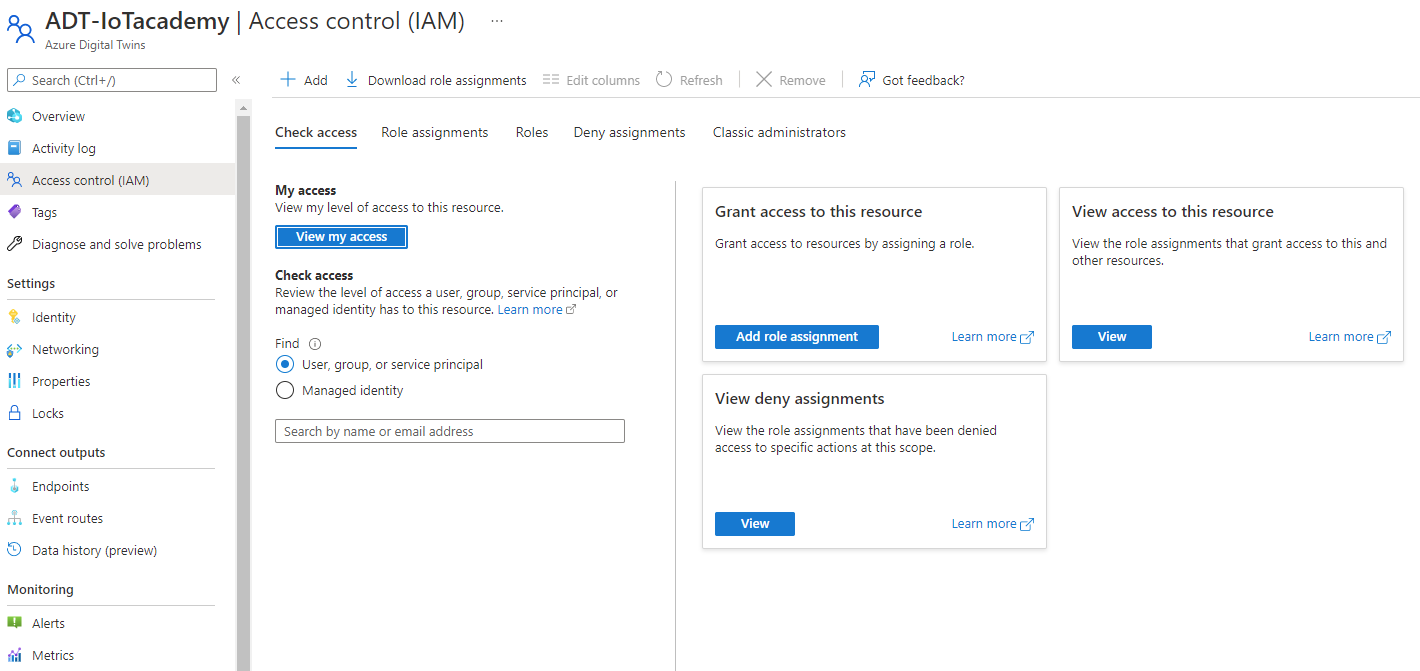 ADT-IoTacademy | Access control (IAM) ...
Azure Digital Twins
Search (Ctrl+/)
«
Overview
Activity log
Access control (IAM)
Tags
Diagnose and solve problems
Settings
Identity
Networking
Properties
Locks
Connect outputs
Endpoints
Event routes
Data history (preview)
Monitoring
Alerts
Metrics
Add Download role assignments Edit columns Refresh Remove Got feedback?
Check access Role assignments Roles Deny assignments Classic administrators
My access
View my level of access to this resource.
View my access
Check access
Review the level of access a user, group, service principal, or
managed identity has to this resource. Learn more
Find
User, group, or service principal
Managed identity
Search by name or email address
Grant access to this resource
Grant access to resources by assigning a role.
Add role assignment Learn more
View access to this resource
View the role assignments that grant access to this and
other resources.
View Learn more
View deny assignments
View the role assignments that have been denied
access to specific actions at this scope.
View Learn more